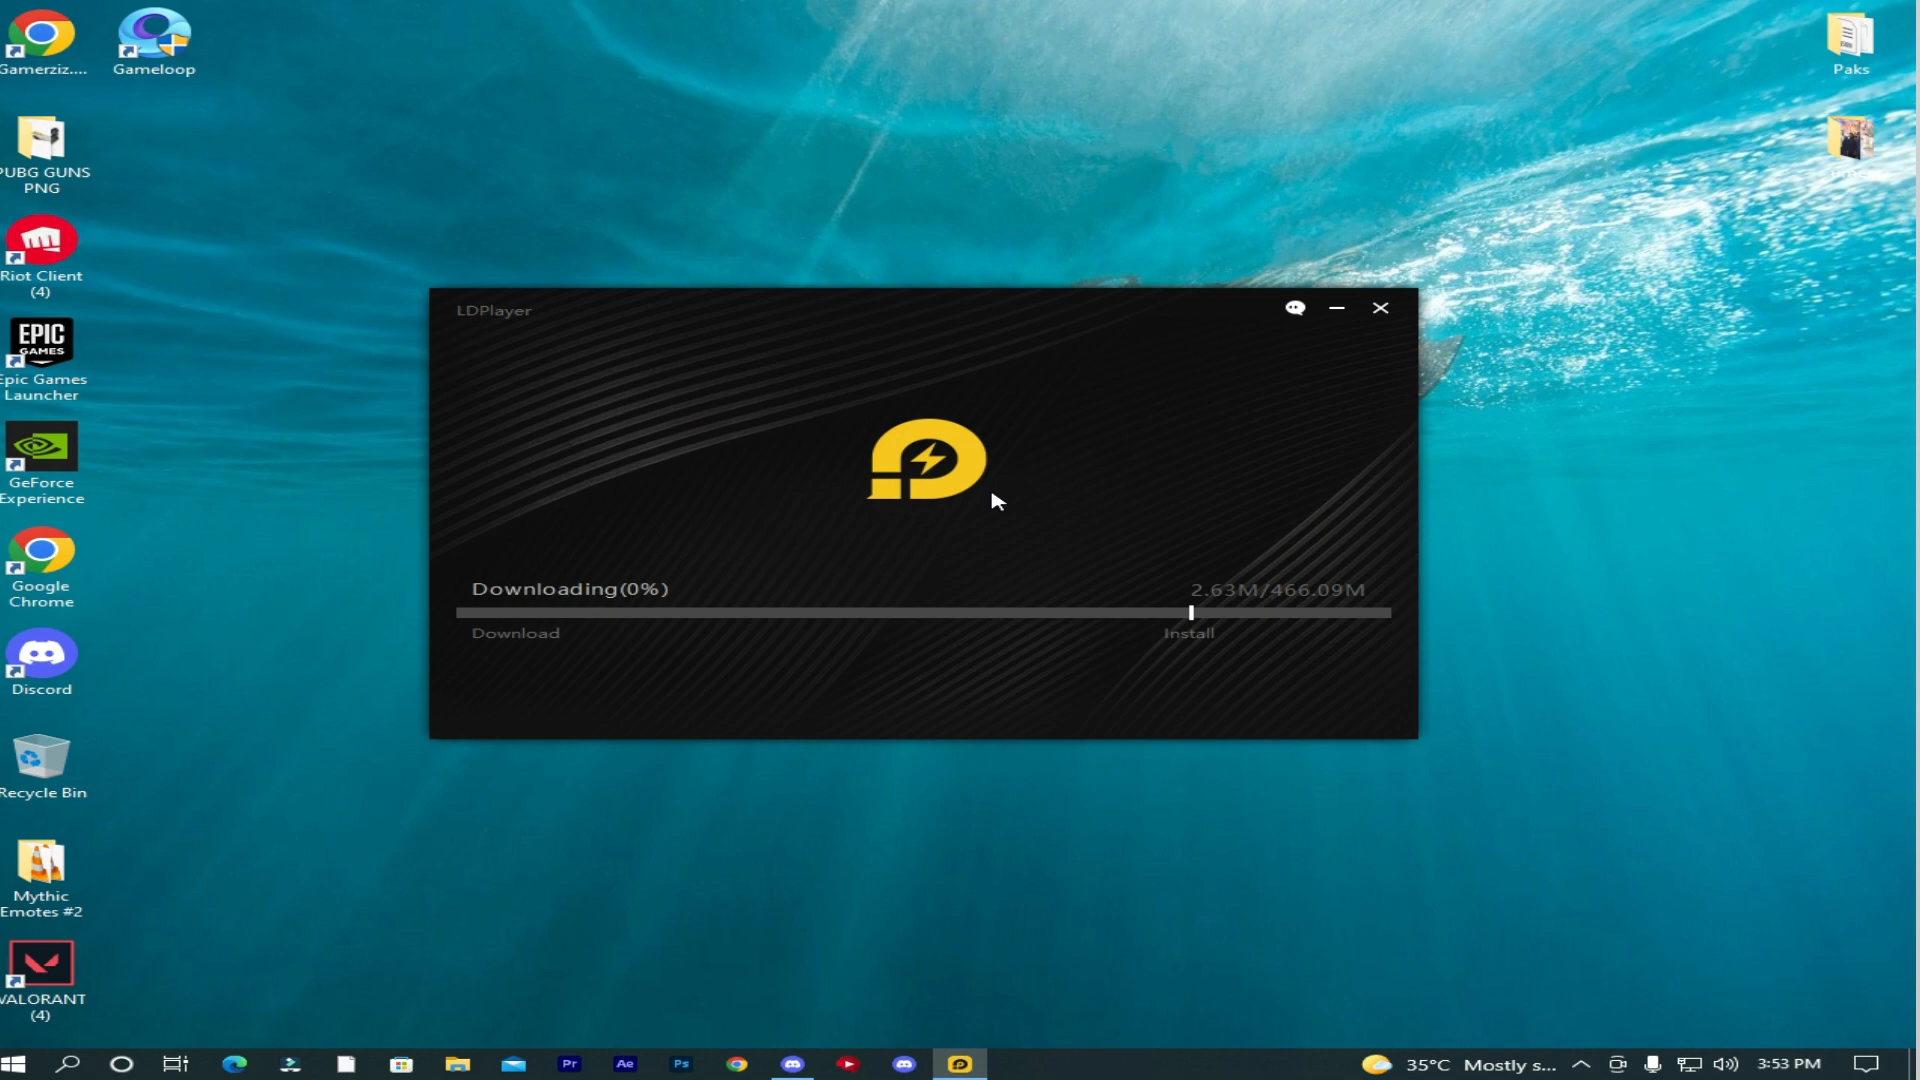 Gamerziz....
Gameloop
PUBG GUNS
PNG
Riot Client
(4)
EPIC
GAMES
Epic Games
Launcher
GeForce
Experience
Google
Chrome
Discord
Recycle Bin
Mythic
Emotes #2
VALORANT
(4)
Paks
LDPlayer
Downloading(0%)
2.63M/466.09M
Download
Install
Pr
Ae
Ps
35°C Mostly s...
3:53 PM